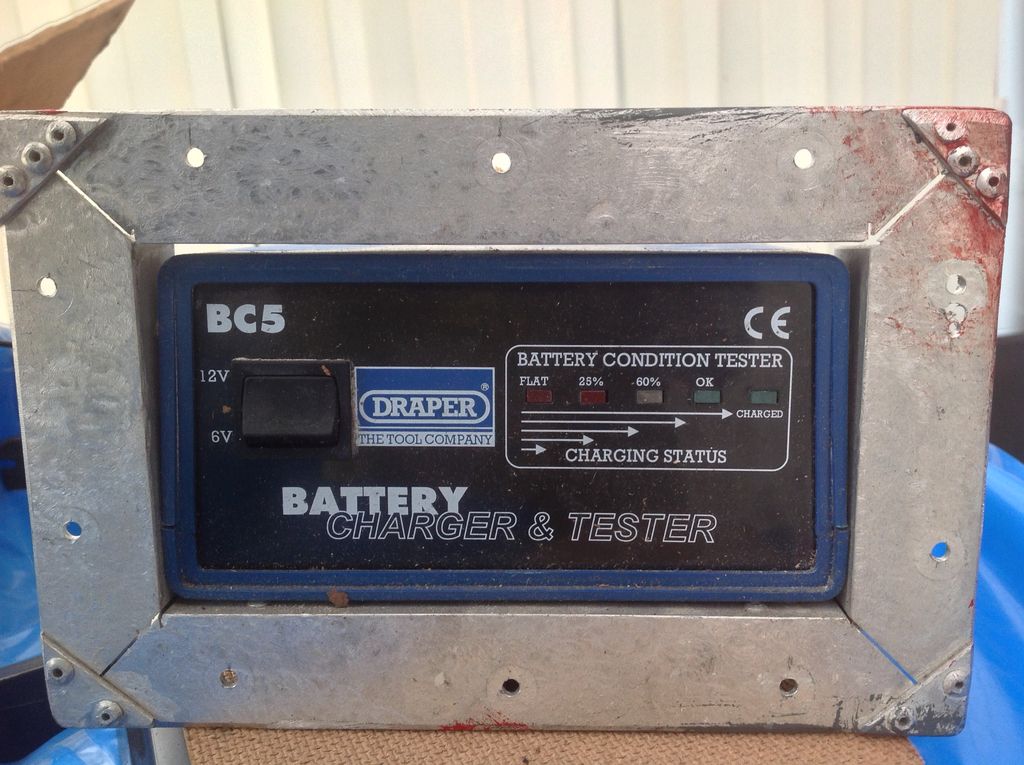 BC5
CE
12V
6V
DRAPER®
THE TOOL COMPANY
BATTERY CONDITION TESTER
FLAT 25% 60% OK
CHARGED
CHARGING STATUS
BATTERY
CHARGER & TESTER